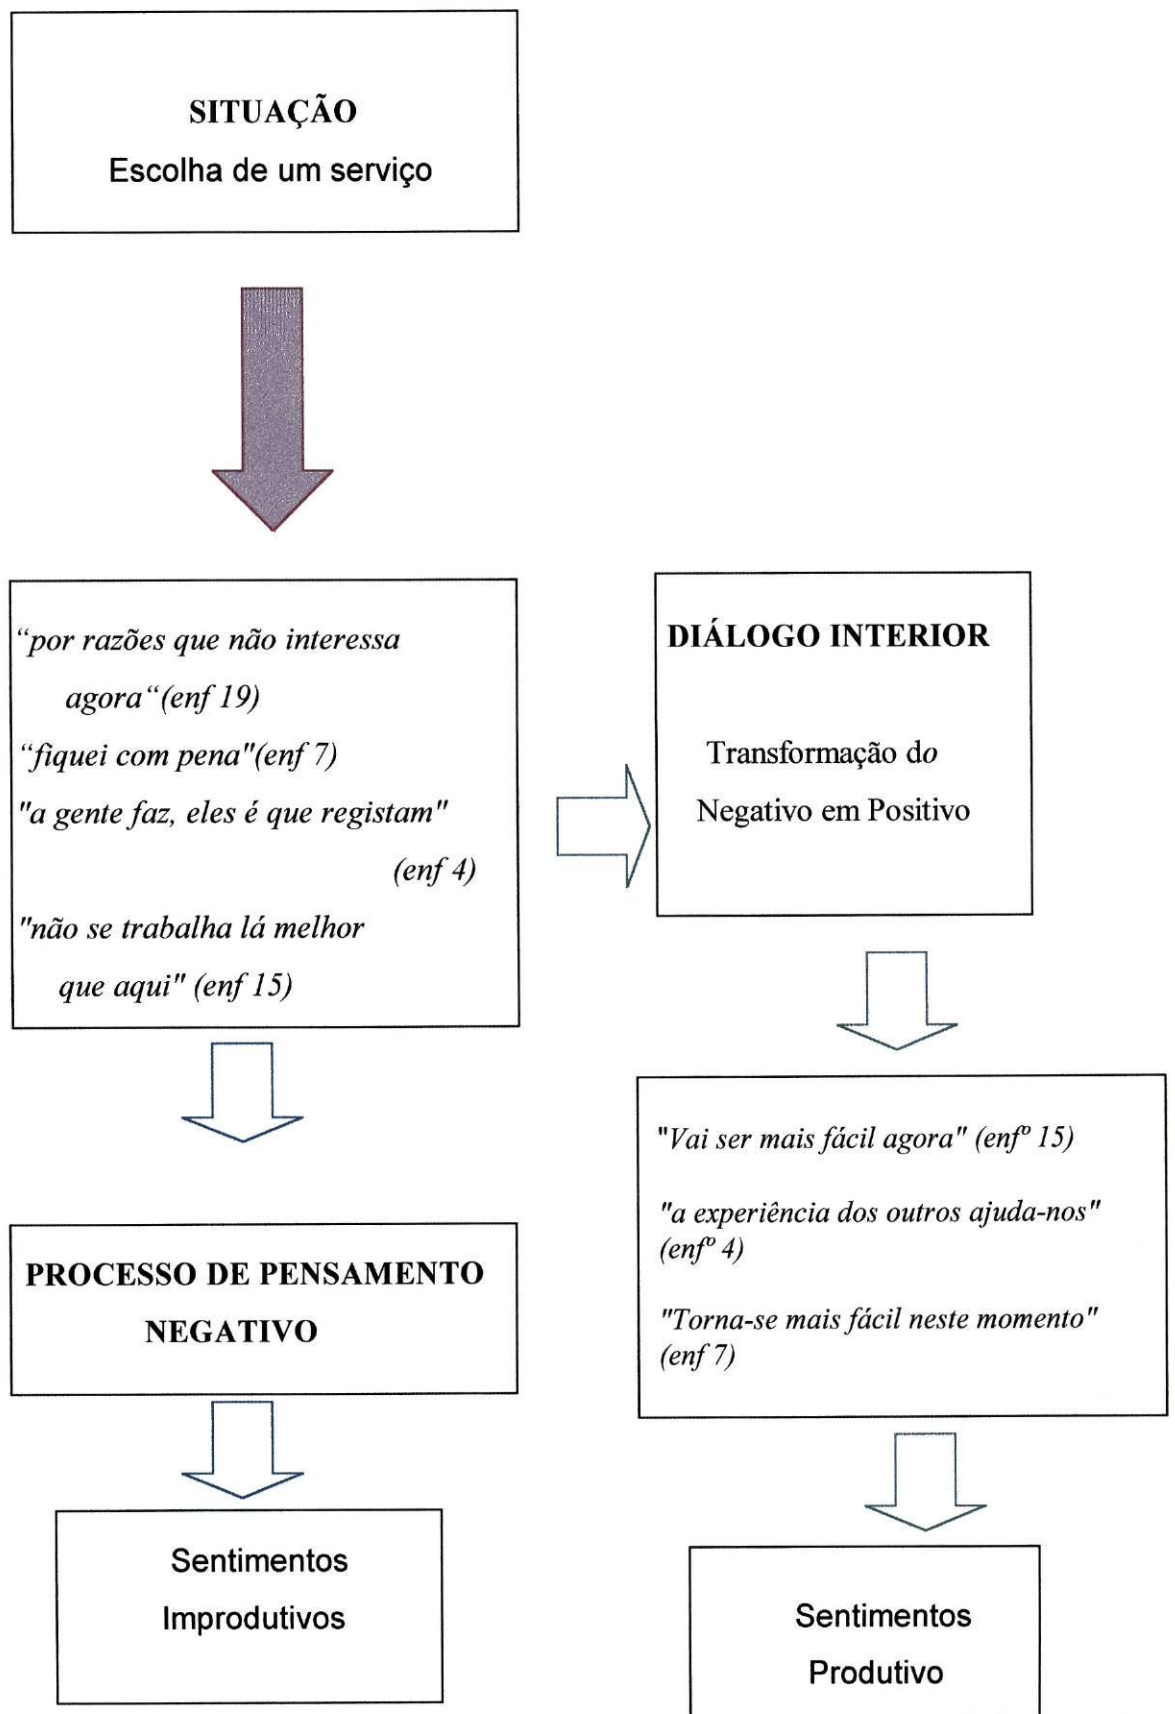 SITUAÇÃO
Escolha de um serviço
“por razões que não interessa
agora“(enf 19)
“fiquei com pena"(enf 7)
"a gente faz, eles é que registam"
(enf 4)
"não se trabalha lá melhor
que aqui" (enf 15)
DIÁLOGO INTERIOR
Transformação do
Negativo em Positivo
"Vai ser mais fácil agora" (enfº 15)
"a experiência dos outros ajuda-nos"
(enfº 4)
"Torna-se mais fácil neste momento"
(enf 7)
PROCESSO DE PENSAMENTO
NEGATIVO
Sentimentos
Improdutivos
Sentimentos
Produtivo